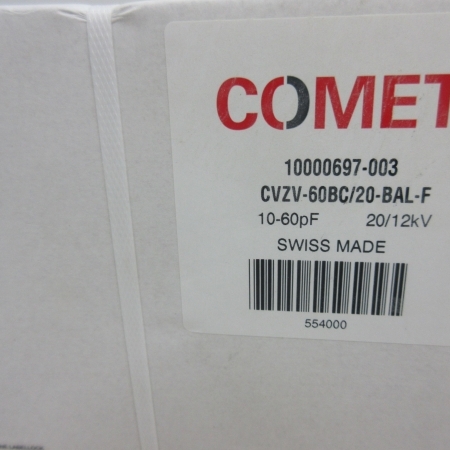 COMET
10000697-003
CVZV-60BC/20-BAL-F
10-60pF 20/12kV
SWISS MADE
554000